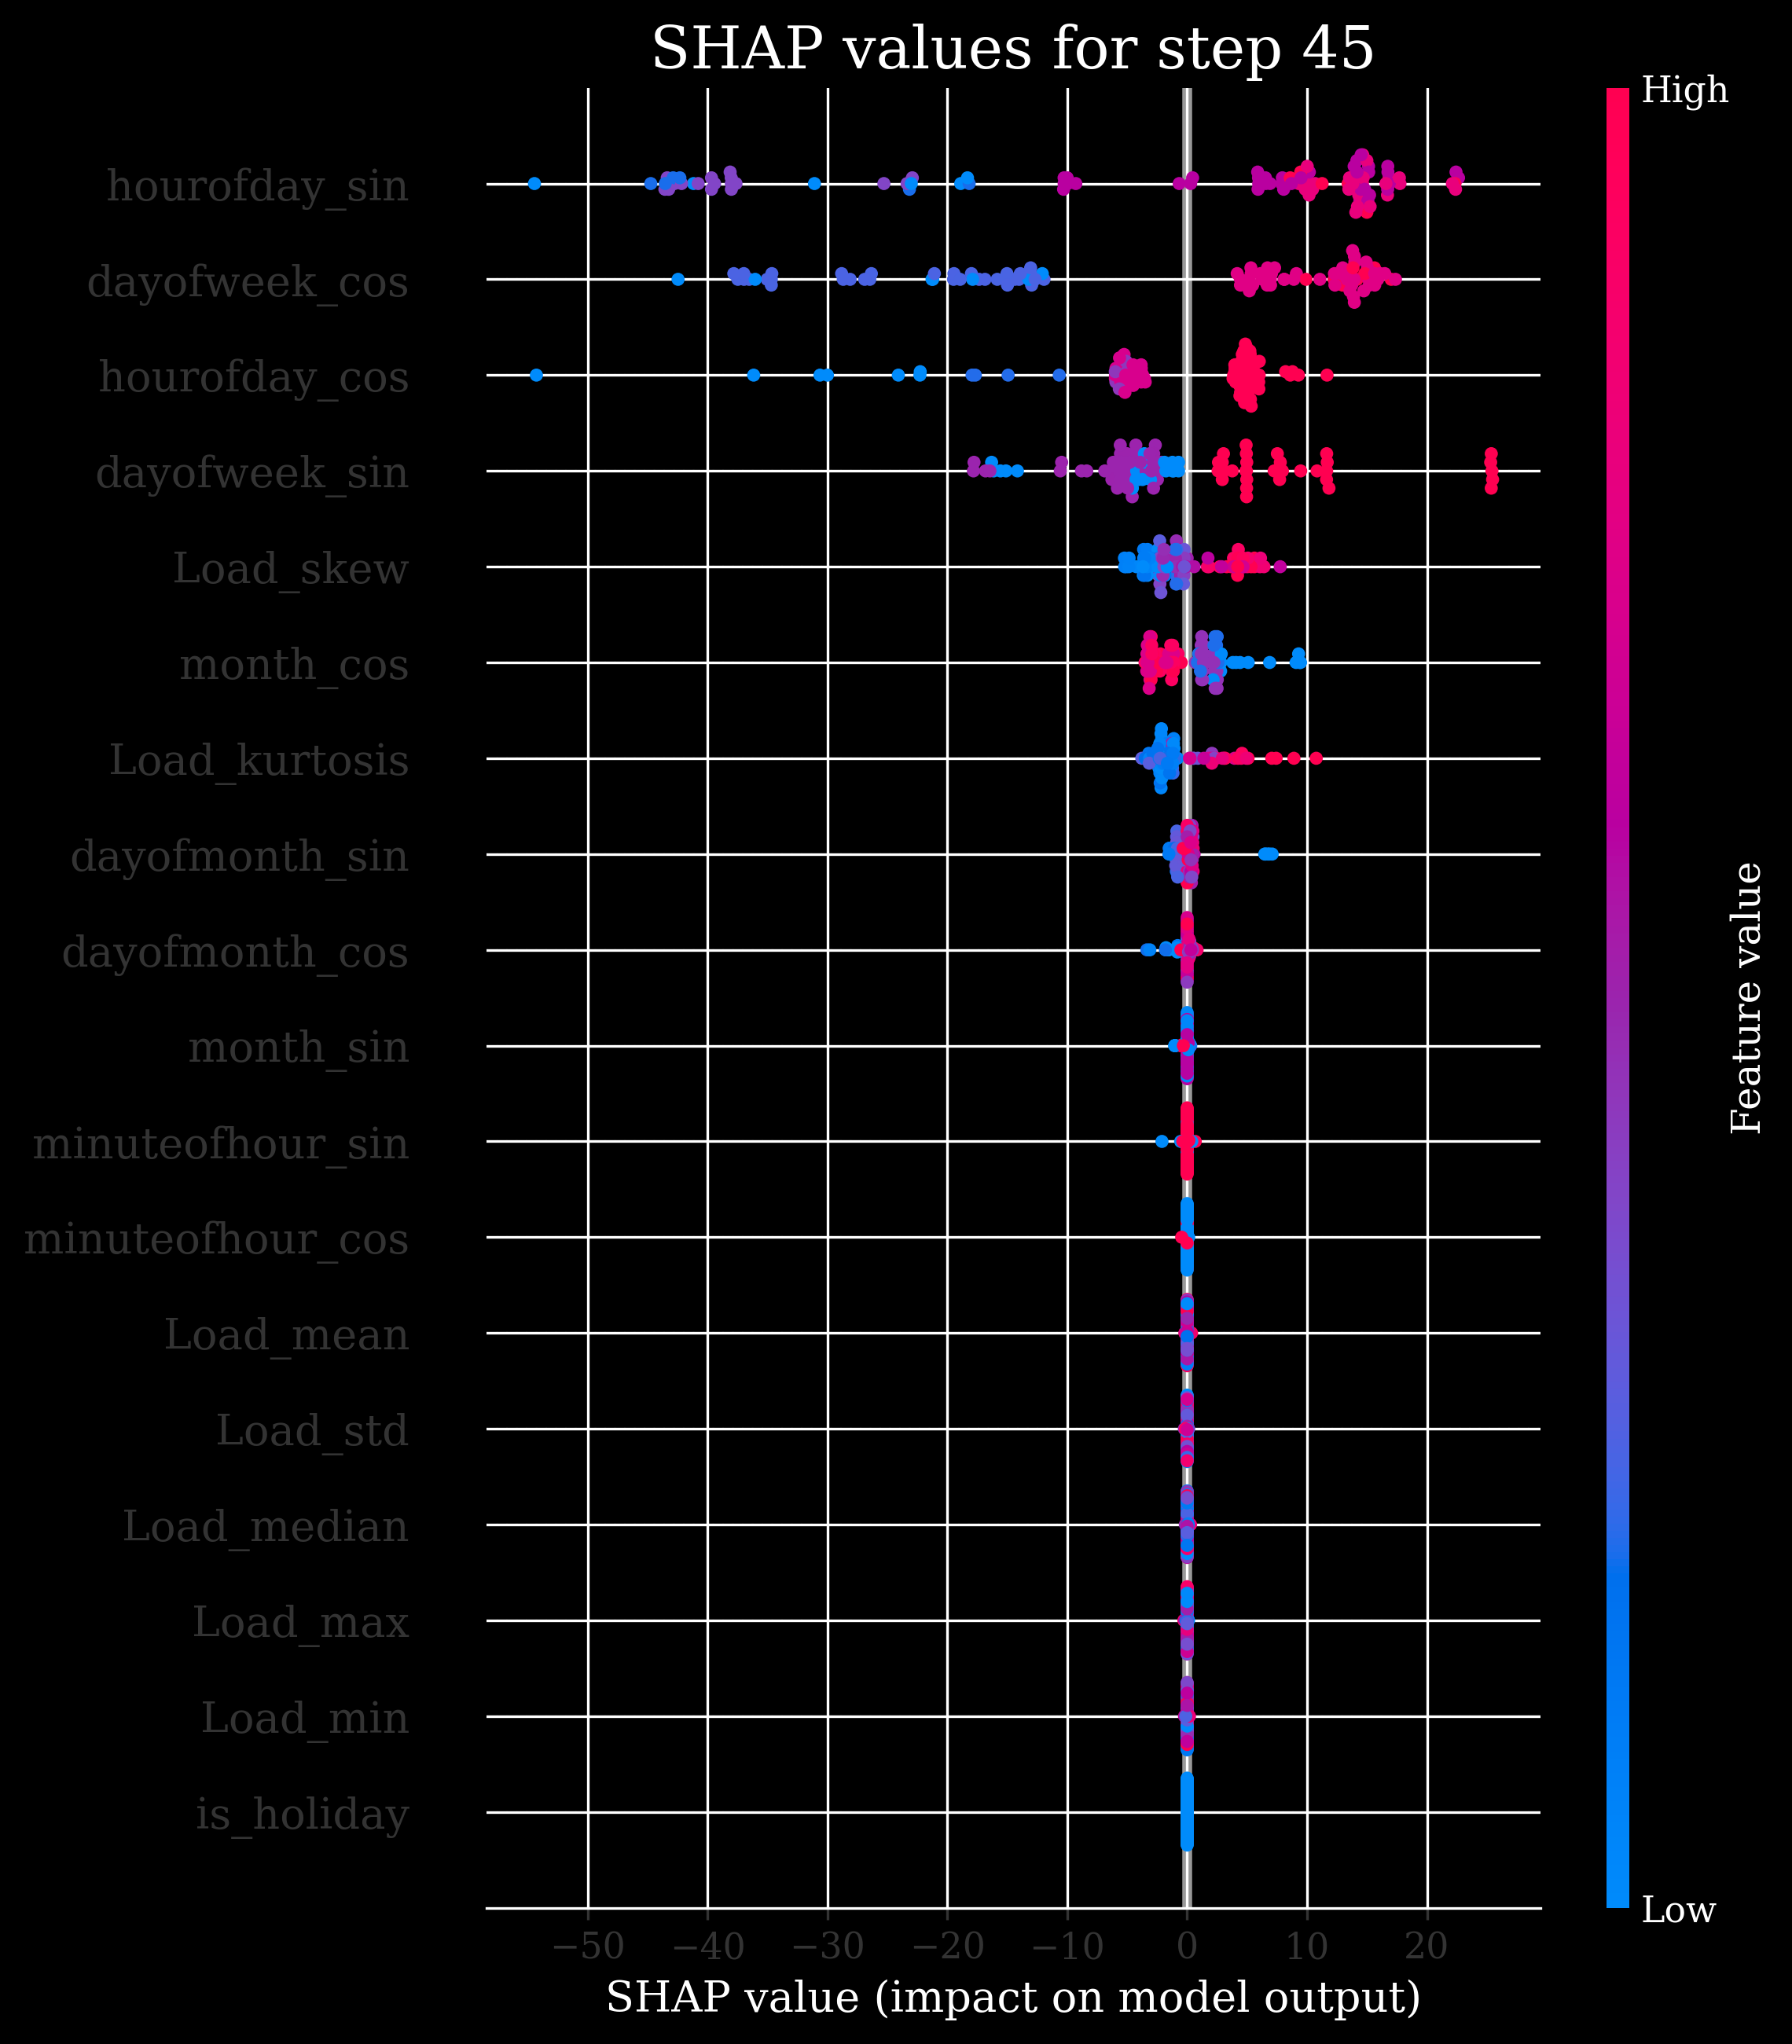 SHAP values for step 45
High
hourofday_sin
dayofweek_cos
hourofday_cos
dayofweek_sin
Load_skew
month_cos
Load_kurtosis
dayofmonth_sin
dayofmonth_cos
month_sin
minuteofhour_sin
minuteofhour_cos
Load_mean
Load_std
Load_median
Load_max
Load_min
is_holiday
Feature value
Low
−50 −40 −30 −20 −10 0 10 20
SHAP value (impact on model output)